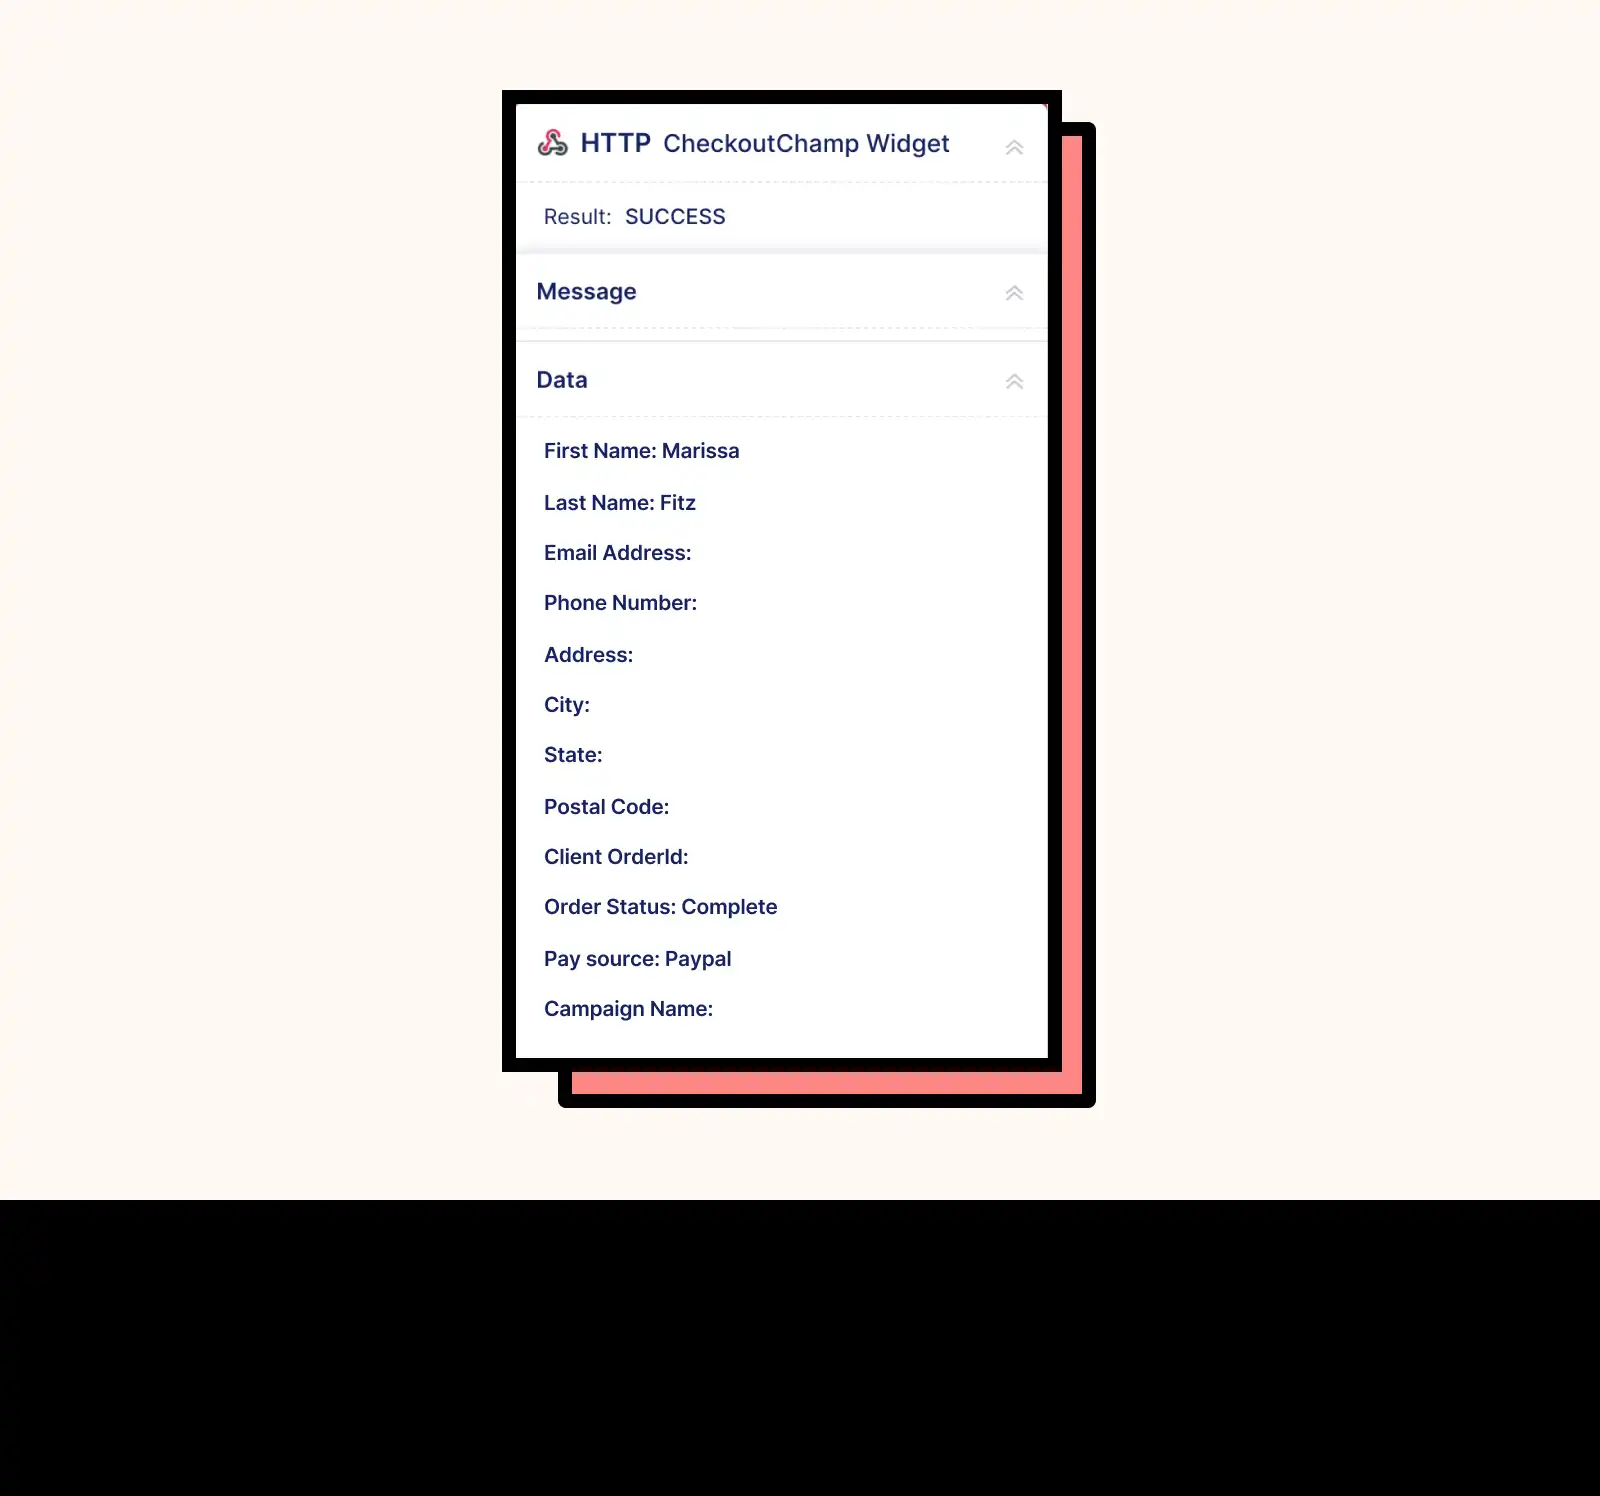 HTTP CheckoutChamp Widget
Result: SUCCESS
Message
Data
First Name: Marissa
Last Name: Fitz
Email Address:
Phone Number:
Address:
City:
State:
Postal Code:
Client OrderId:
Order Status: Complete
Pay source: Paypal
Campaign Name: